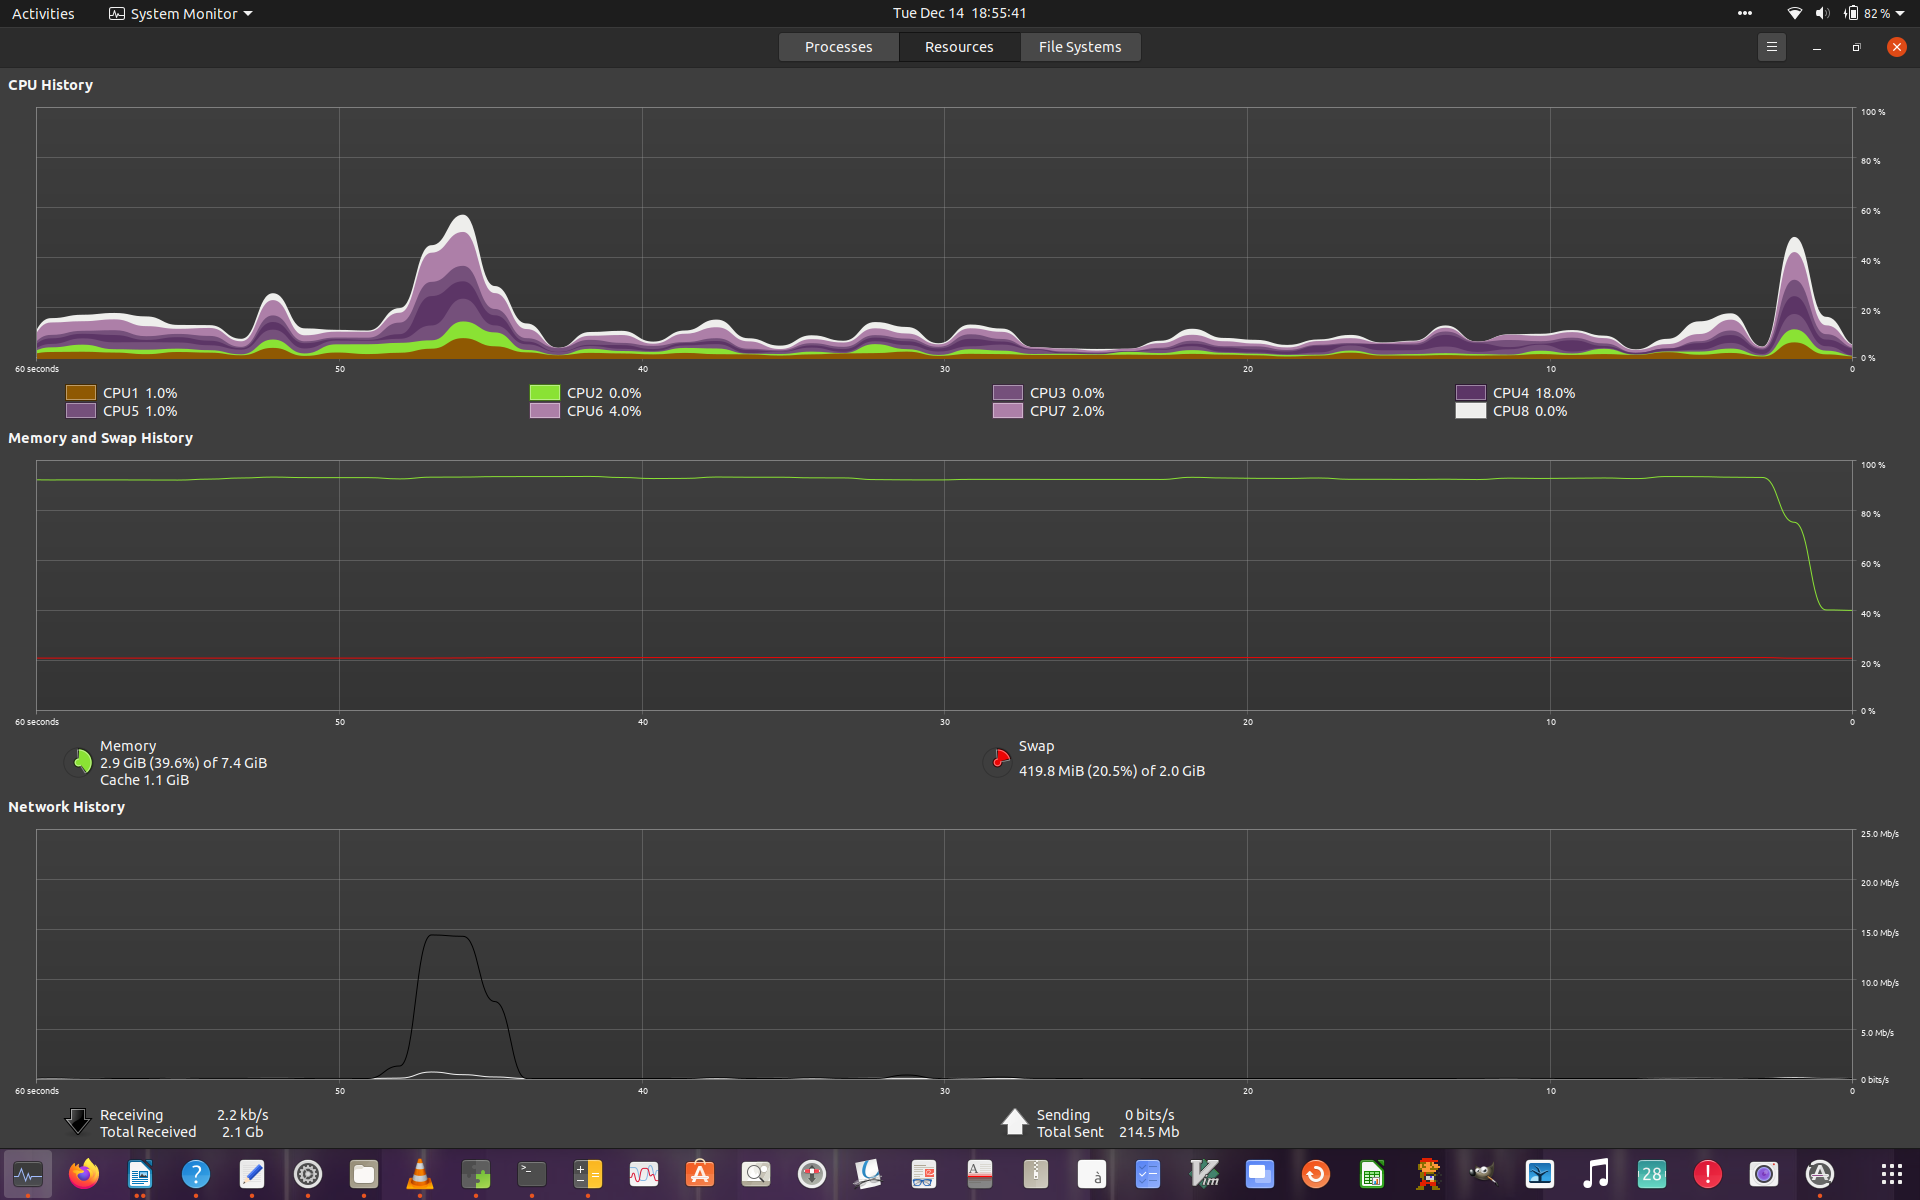 Activities System Monitor Tue Dec 14 18:55:41 82 %
Processes Resources File Systems
CPU History
100 %
80 %
60 %
40 %
20 %
0 %
60 seconds 50 40 30 20 10 0
CPU1 1.0% CPU2 0.0% CPU3 0.0% CPU4 18.0%
CPU5 1.0% CPU6 4.0% CPU7 2.0% CPU8 0.0%
Memory and Swap History
100 %
80 %
60 %
40 %
20 %
0 %
60 seconds 50 40 30 20 10 0
Memory Swap
2.9 GiB (39.6%) of 7.4 GiB 419.8 MiB (20.5%) of 2.0 GiB
Cache 1.1 GiB
Network History
25.0 Mb/s
20.0 Mb/s
15.0 Mb/s
10.0 Mb/s
5.0 Mb/s
0 bits/s
60 seconds 50 40 30 20 10 0
Receiving 2.2 kb/s Sending 0 bits/s
Total Received 2.1 Gb Total Sent 214.5 Mb
? >_ A à Vim 28 !